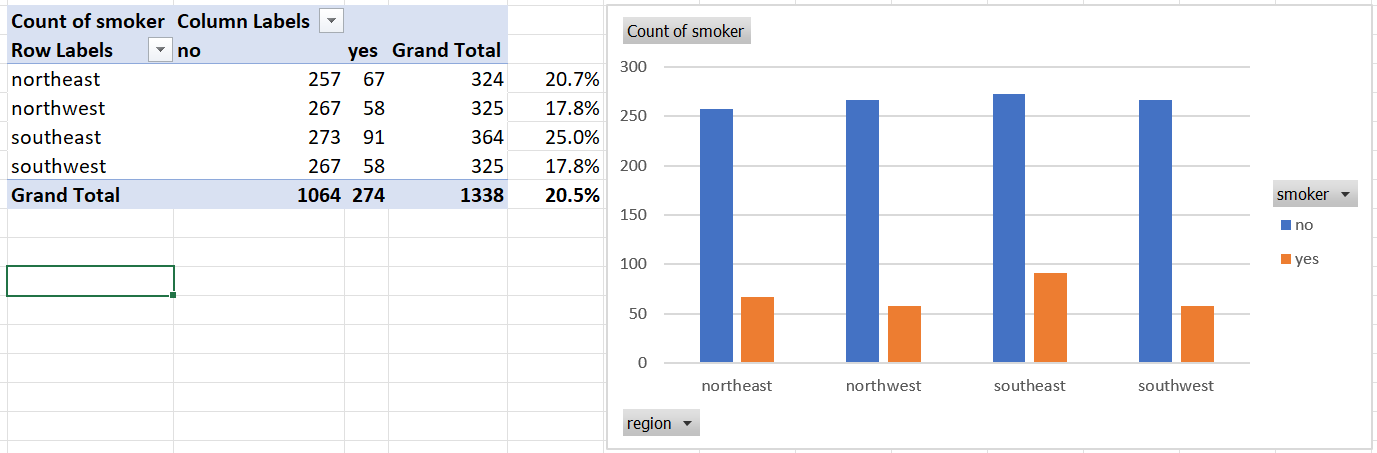 Count of smoker Column Labels
Row Labels no yes Grand Total
northeast 257 67 324 20.7%
northwest 267 58 325 17.8%
southeast 273 91 364 25.0%
southwest 267 58 325 17.8%
Grand Total 1064 274 1338 20.5%
Count of smoker
300
250
200
150
100
50
0
northeast northwest southeast southwest
smoker
no
yes
region